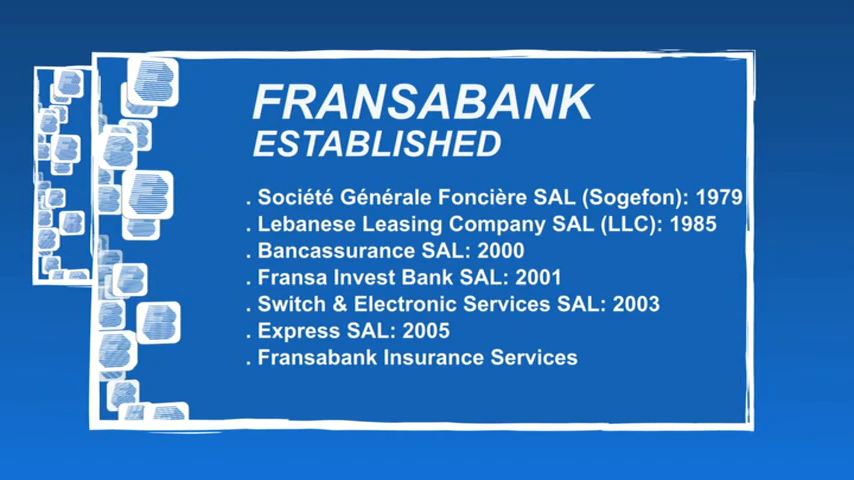 FRANSABANK
ESTABLISHED
. Société Générale Foncière SAL (Sogefon): 1979
. Lebanese Leasing Company SAL (LLC): 1985
. Bancassurance SAL: 2000
. Fransa Invest Bank SAL: 2001
. Switch & Electronic Services SAL: 2003
. Express SAL: 2005
. Fransabank Insurance Services